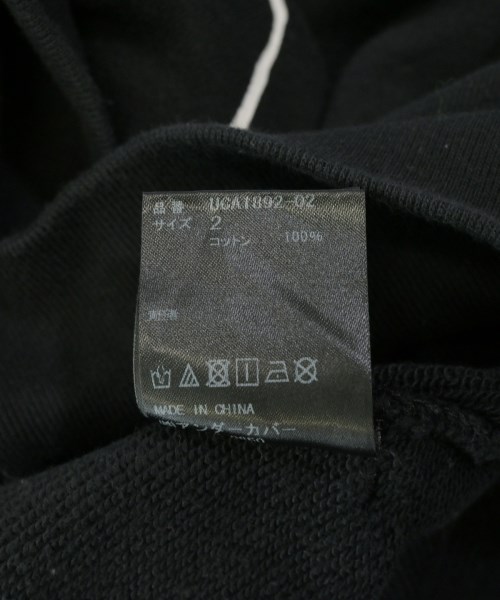 品番 UCA1892-02
サイズ 2
コットン 100%
MADE IN CHINA
㈱アンダーカバー